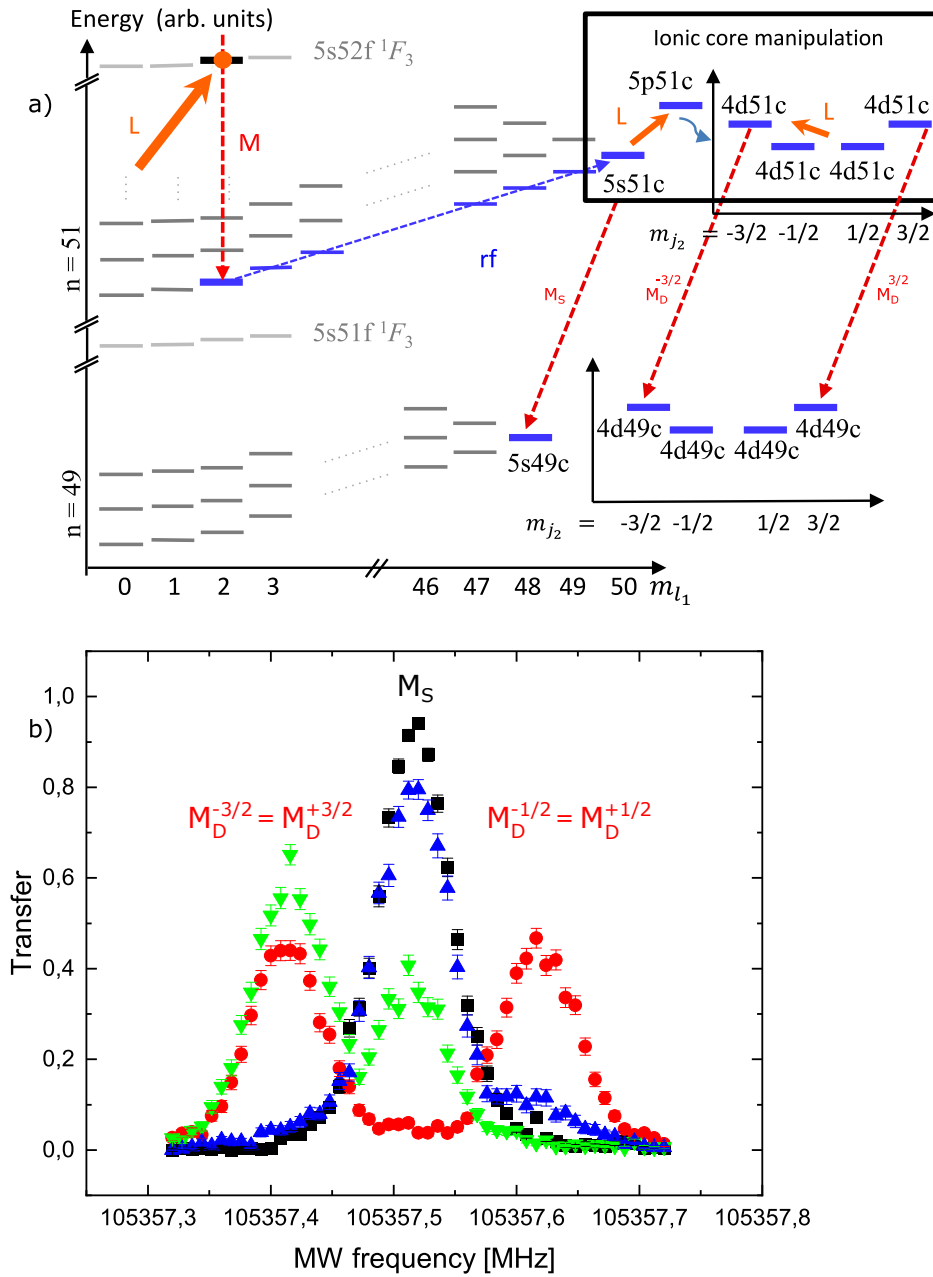 Energy (arb. units)
5s52f ¹F₃
Ionic core manipulation
a)
L
M
5p51c
L
4d51c
L
4d51c
5s51c
4d51c
4d51c
m_{j_2} = -3/2 -1/2 1/2 3/2
n = 51
rf
M_S
M_D^{-3/2}
M_D^{3/2}
5s51f ¹F₃
n = 49
5s49c
4d49c
4d49c
4d49c
4d49c
m_{j_2} = -3/2 -1/2 1/2 3/2
0 1 2 3 46 47 48 49 50 m_{l_1}
b)
M_S
M_D^{-3/2} = M_D^{+3/2}
M_D^{-1/2} = M_D^{+1/2}
1,0
0,8
0,6
0,4
0,2
0,0
Transfer
105357,3 105357,4 105357,5 105357,6 105357,7 105357,8
MW frequency [MHz]